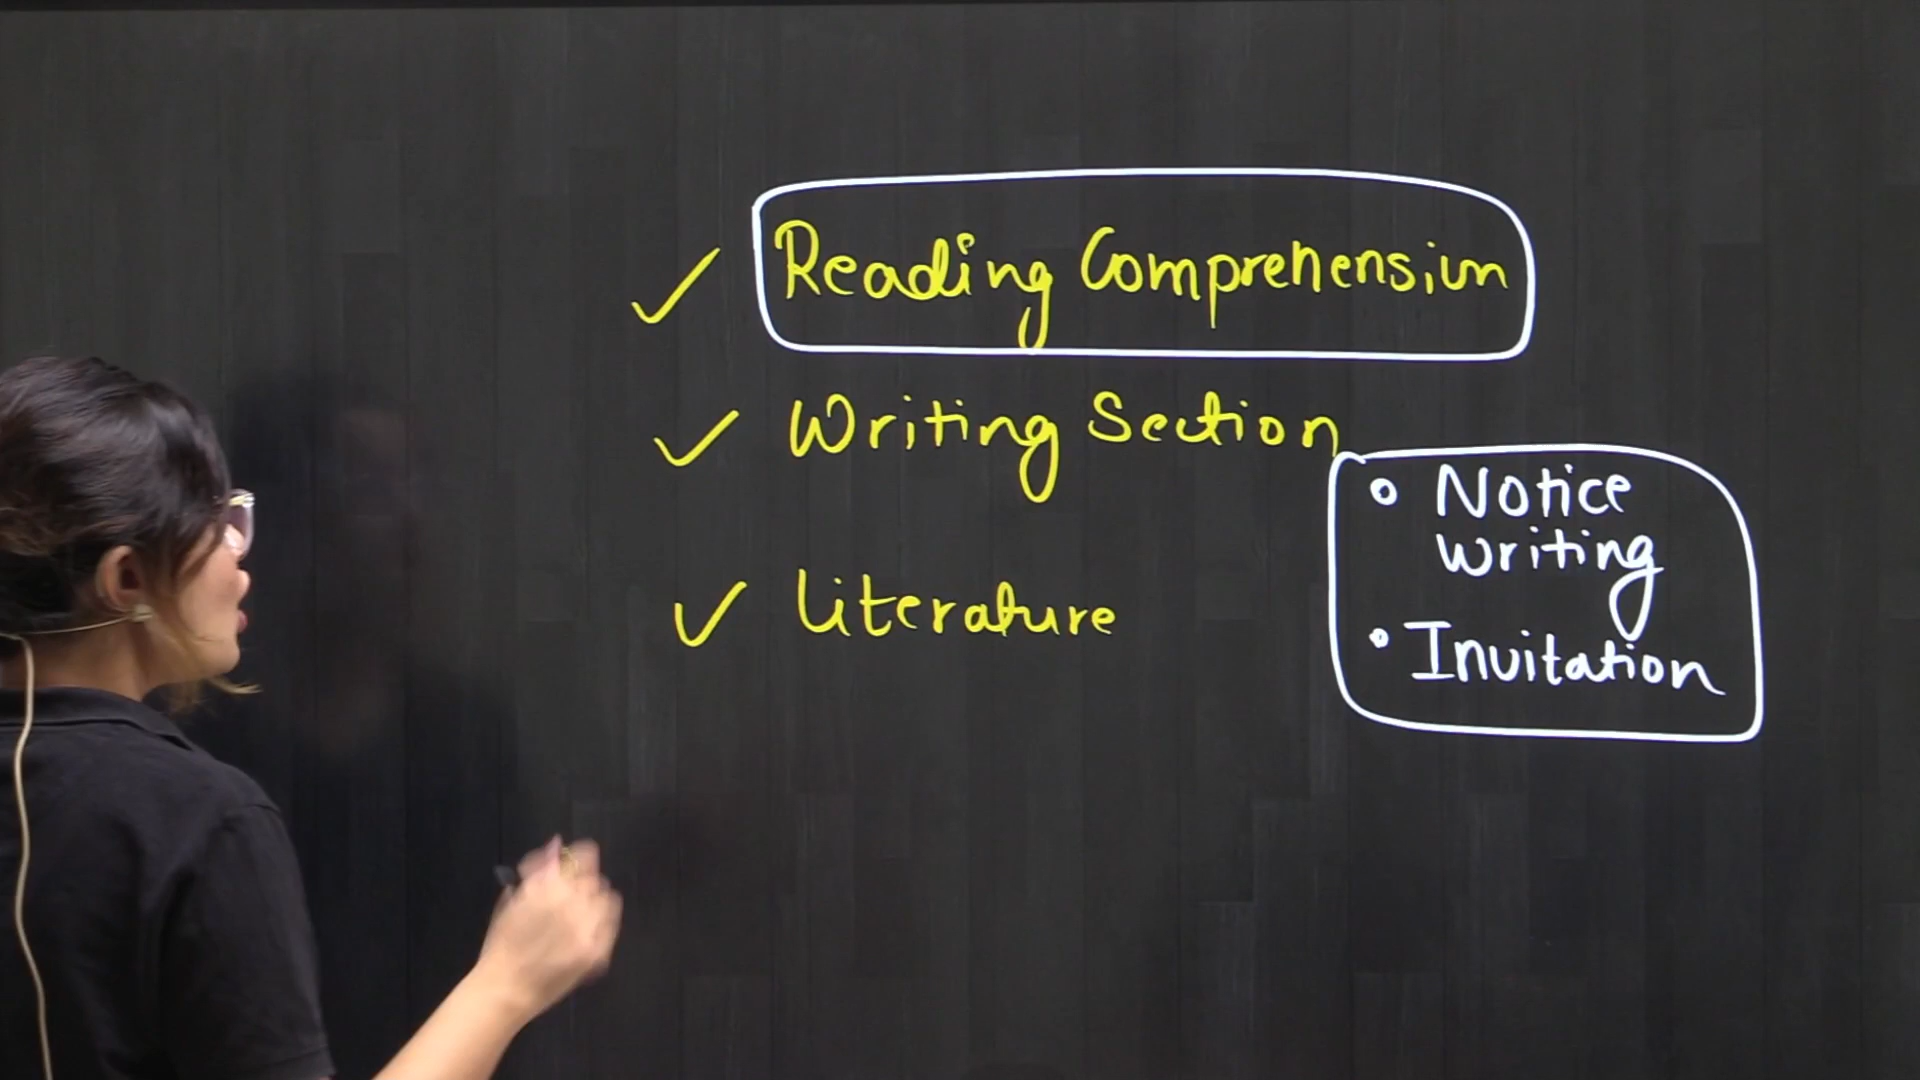 ✓ Reading Comprehension
✓ Writing Section
• Notice
writing
• Invitation
✓ Literature